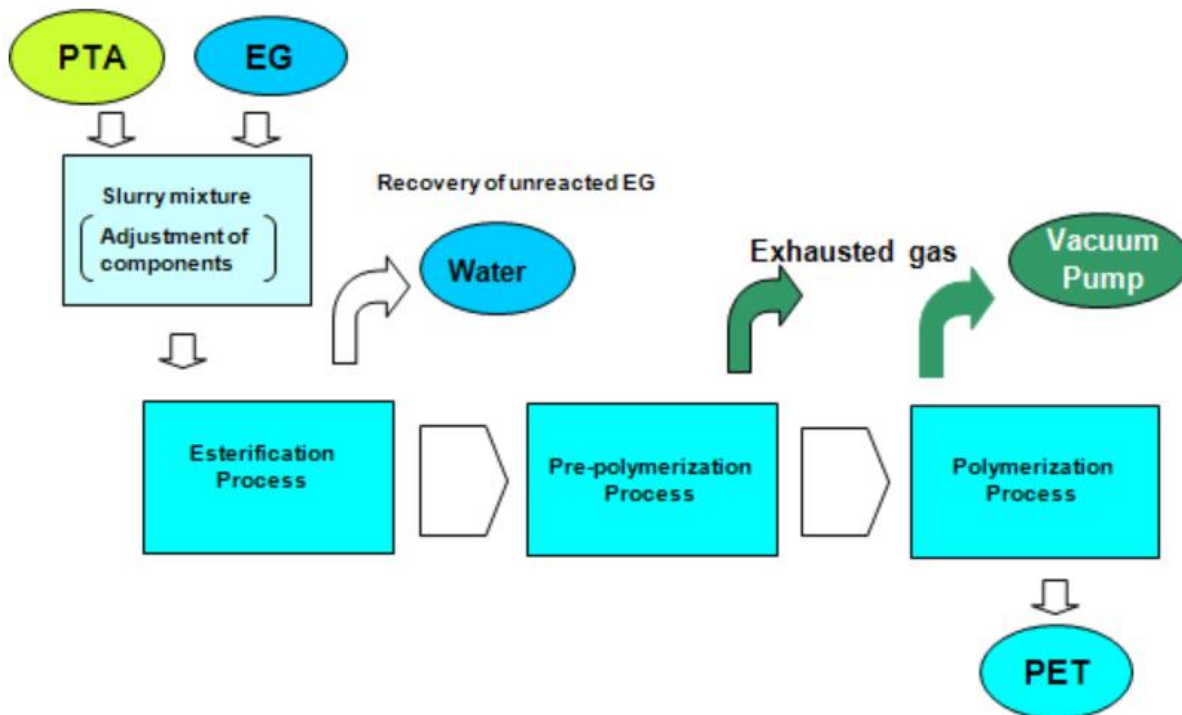 PTA
EG
Slurry mixture
Adjustment of
components
Recovery of unreacted EG
Water
Exhausted gas
Vacuum
Pump
Esterification
Process
Pre-polymerization
Process
Polymerization
Process
PET